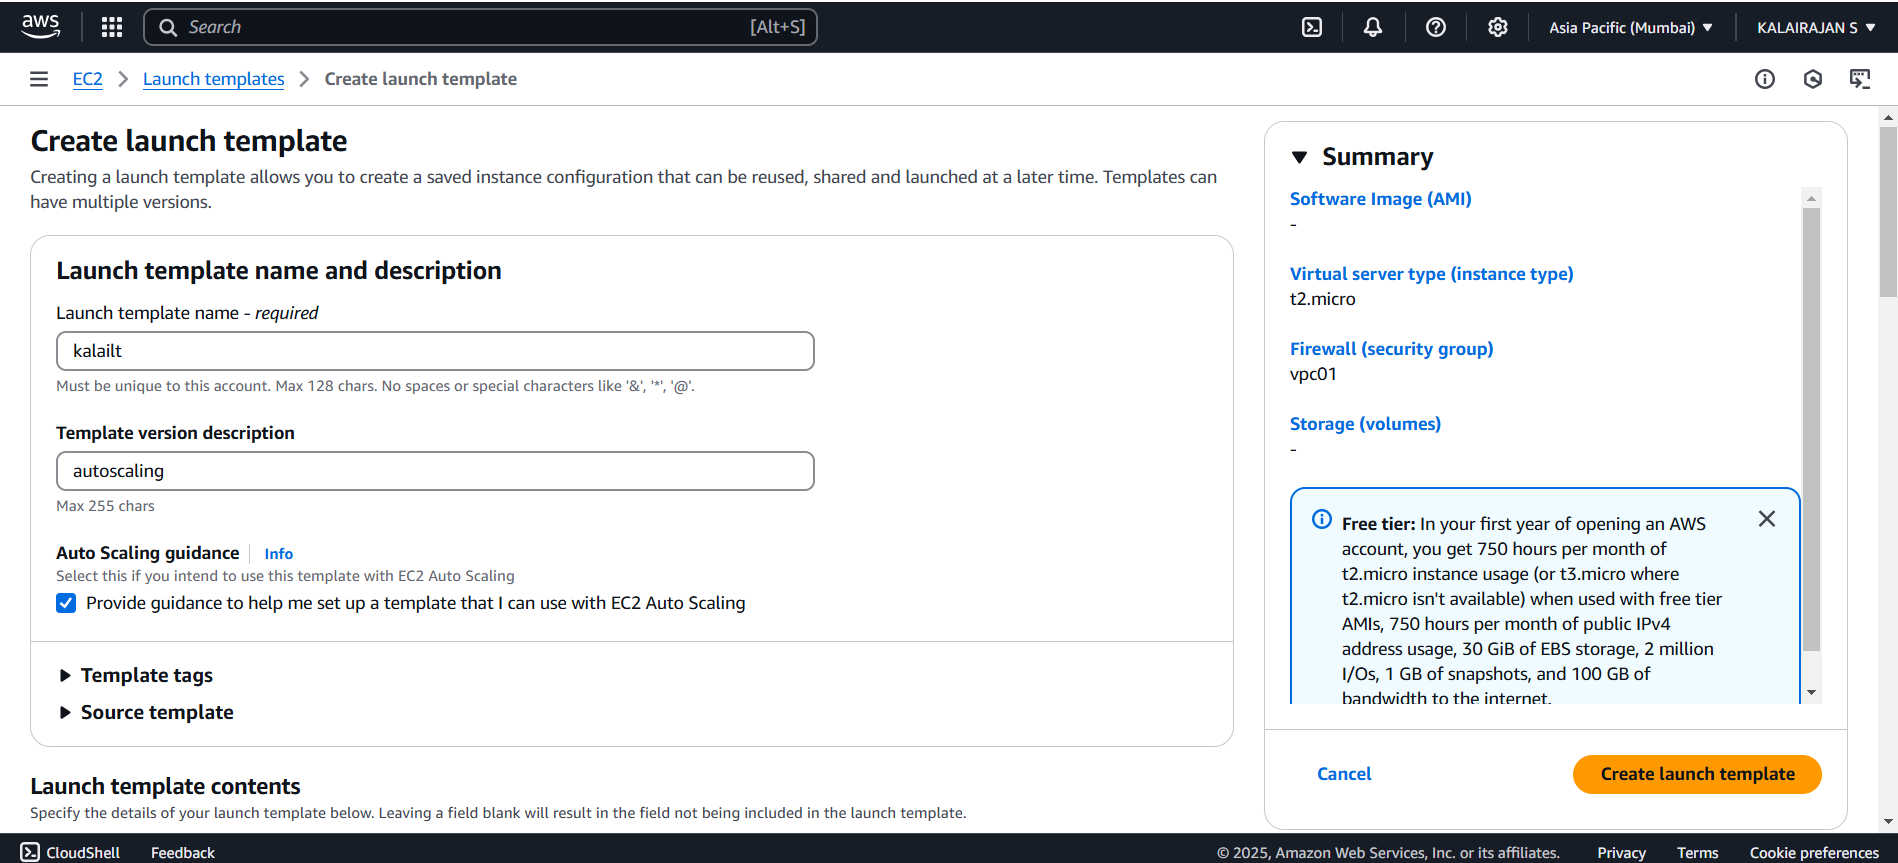 aws
Search
[Alt+S]
Asia Pacific (Mumbai)
KALAIRAJAN S
EC2
Launch templates
Create launch template
Create launch template
Creating a launch template allows you to create a saved instance configuration that can be reused, shared and launched at a later time. Templates can
have multiple versions.
Launch template name and description
Launch template name - required
kalailt
Must be unique to this account. Max 128 chars. No spaces or special characters like '&', '*', '@'.
Template version description
autoscaling
Max 255 chars
Auto Scaling guidance
Info
Select this if you intend to use this template with EC2 Auto Scaling
Provide guidance to help me set up a template that I can use with EC2 Auto Scaling
Template tags
Source template
Launch template contents
Specify the details of your launch template below. Leaving a field blank will result in the field not being included in the launch template.
Summary
Software Image (AMI)
-
Virtual server type (instance type)
t2.micro
Firewall (security group)
vpc01
Storage (volumes)
-
Free tier: In your first year of opening an AWS
account, you get 750 hours per month of
t2.micro instance usage (or t3.micro where
t2.micro isn't available) when used with free tier
AMIs, 750 hours per month of public IPv4
address usage, 30 GiB of EBS storage, 2 million
I/Os, 1 GB of snapshots, and 100 GB of
bandwidth to the internet.
Cancel
Create launch template
CloudShell
Feedback
© 2025, Amazon Web Services, Inc. or its affiliates.
Privacy
Terms
Cookie preferences